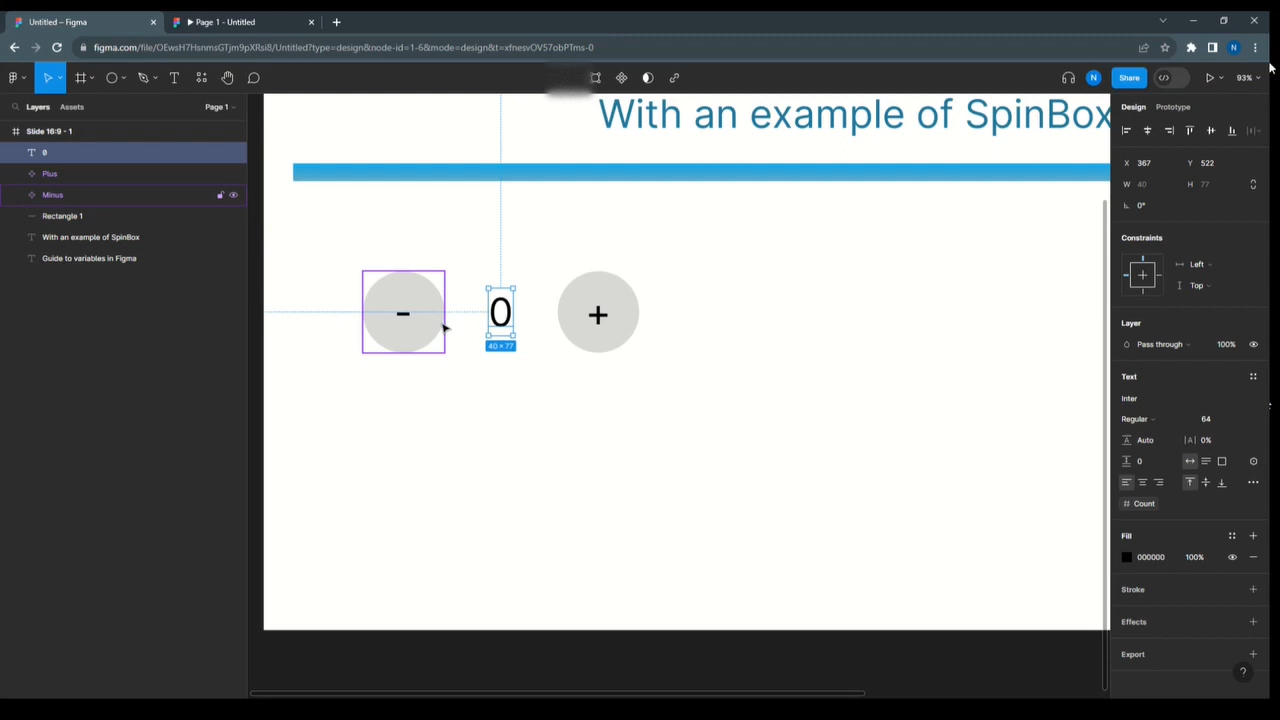 Untitled – Figma
Page 1 - Untitled
figma.com/file/OEwsH7HsnmsGTjm9pXRsi8/Untitled?type=design&node-id=1-6&mode=design&t=xfnesvOV57obPTms-0
N
N
Share
93%
Layers
Assets
Page 1
Design
Prototype
Slide 16:9 - 1
0
Plus
Minus
Rectangle 1
With an example of SpinBox
Guide to variables in Figma
With an example of SpinBox
-
0
+
40 × 77
X 367
Y 522
W 40
H 77
0°
Constraints
Left
Top
Layer
Pass through
100%
Text
Inter
Regular
64
Auto
|A| 0%
0
Count
Fill
000000
100%
Stroke
Effects
Export
?